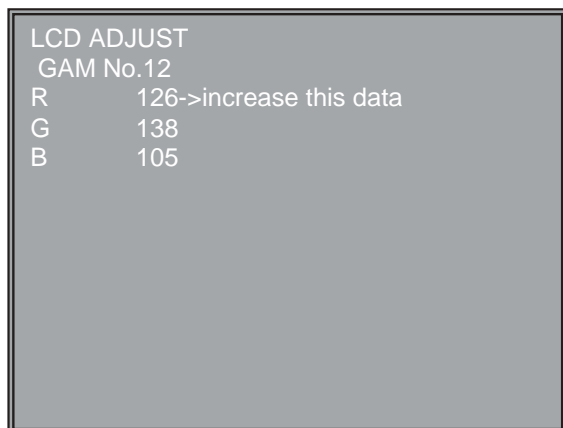 LCD ADJUST
GAM No.12
R 126->increase this data
G 138
B 105